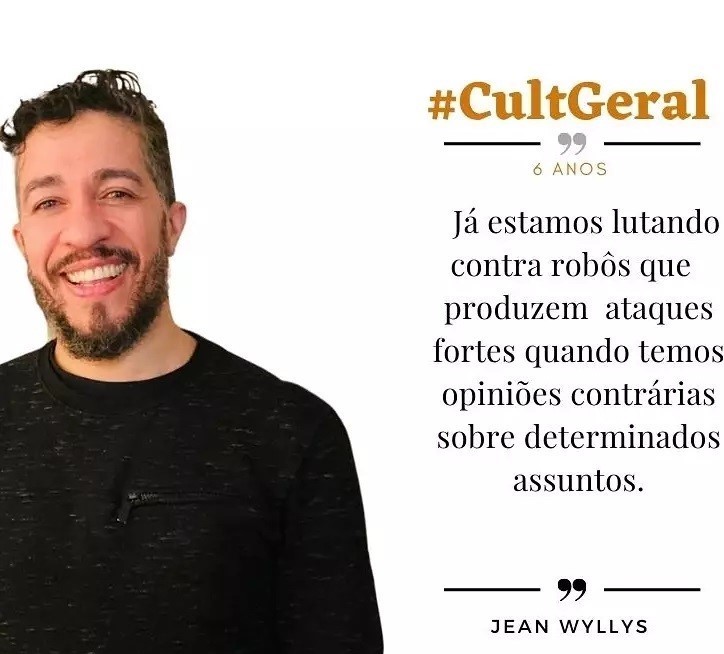 #CultGeral
6 ANOS
Já estamos lutando
contra robôs que
produzem ataques
fortes quando temos
opiniões contrárias
sobre determinados
assuntos.
JEAN WYLLYS